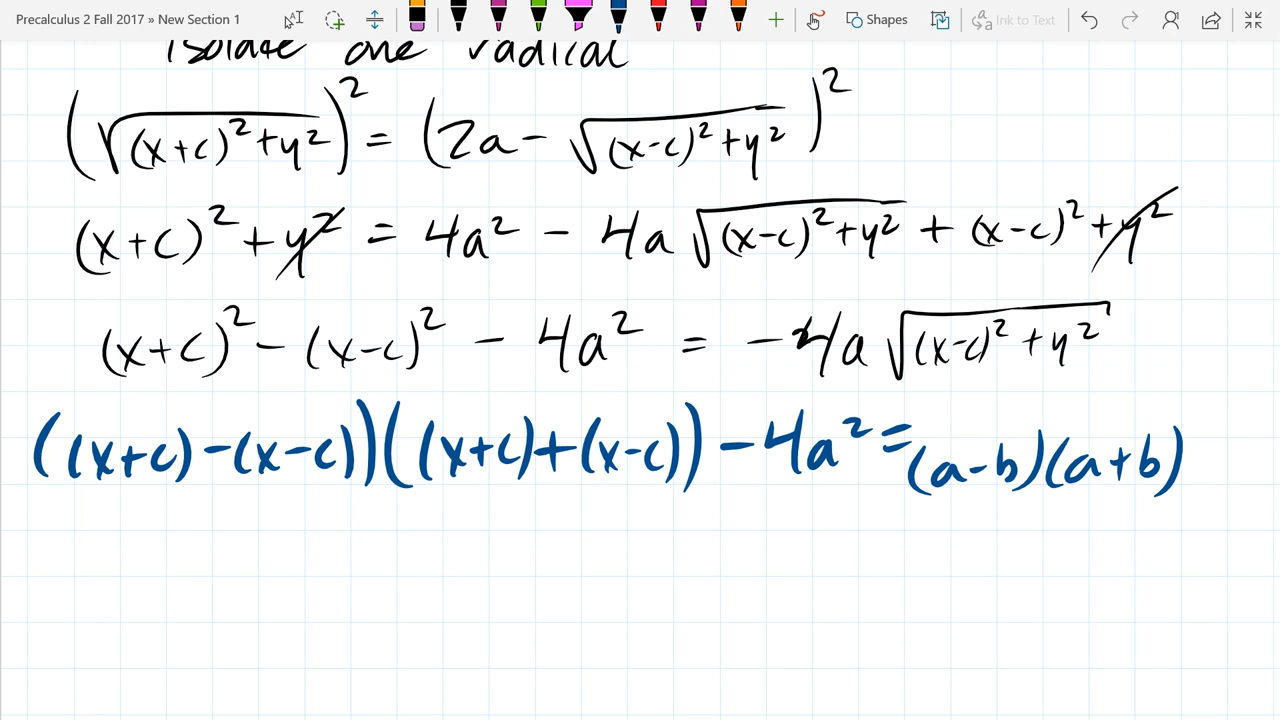 Precalculus 2 Fall 2017 » New Section 1
Shapes
Ink to Text
isolate one radical
(√((x+c)²+y²))² = (2a-√((x-c)²+y²))²
(x+c)²+y² = 4a² - 4a√((x-c)²+y²) + (x-c)²+y²
(x+c)² - (x-c)² - 4a² = -4a√((x-c)²+y²)
((x+c)-(x-c))((x+c)+(x-c)) - 4a² = (a-b)(a+b)